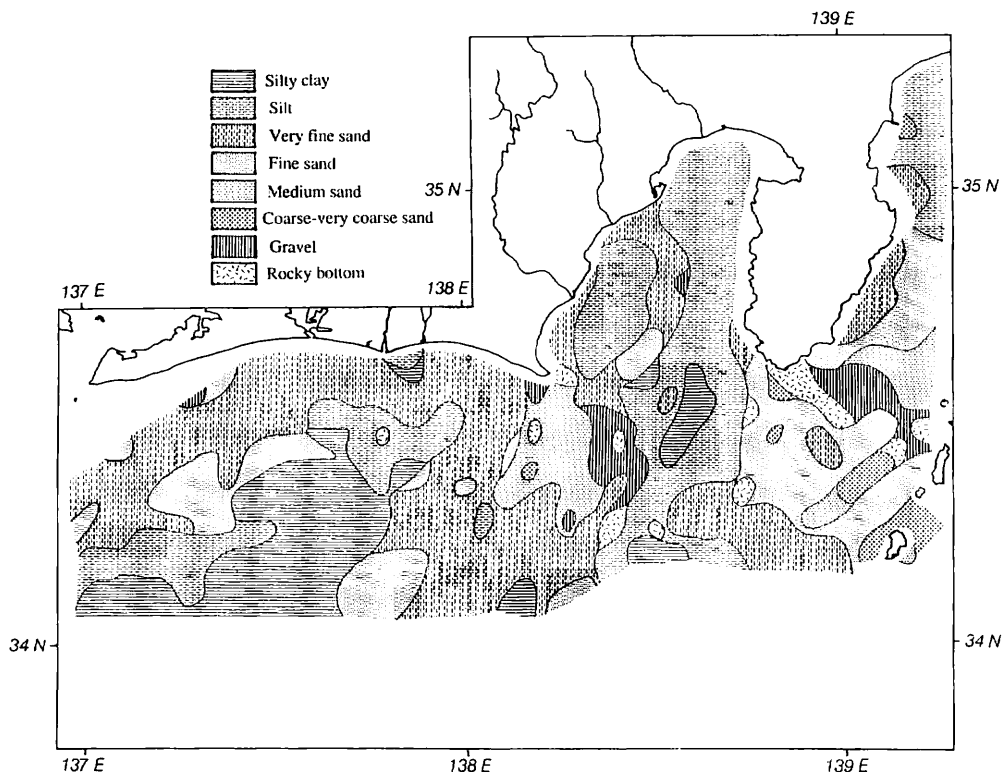 139 E
Silty clay
Silt
Very fine sand
Fine sand
Medium sand
Coarse-very coarse sand
Gravel
Rocky bottom
35 N
35 N
137 E
138 E
34 N
34 N
137 E
138 E
139 E